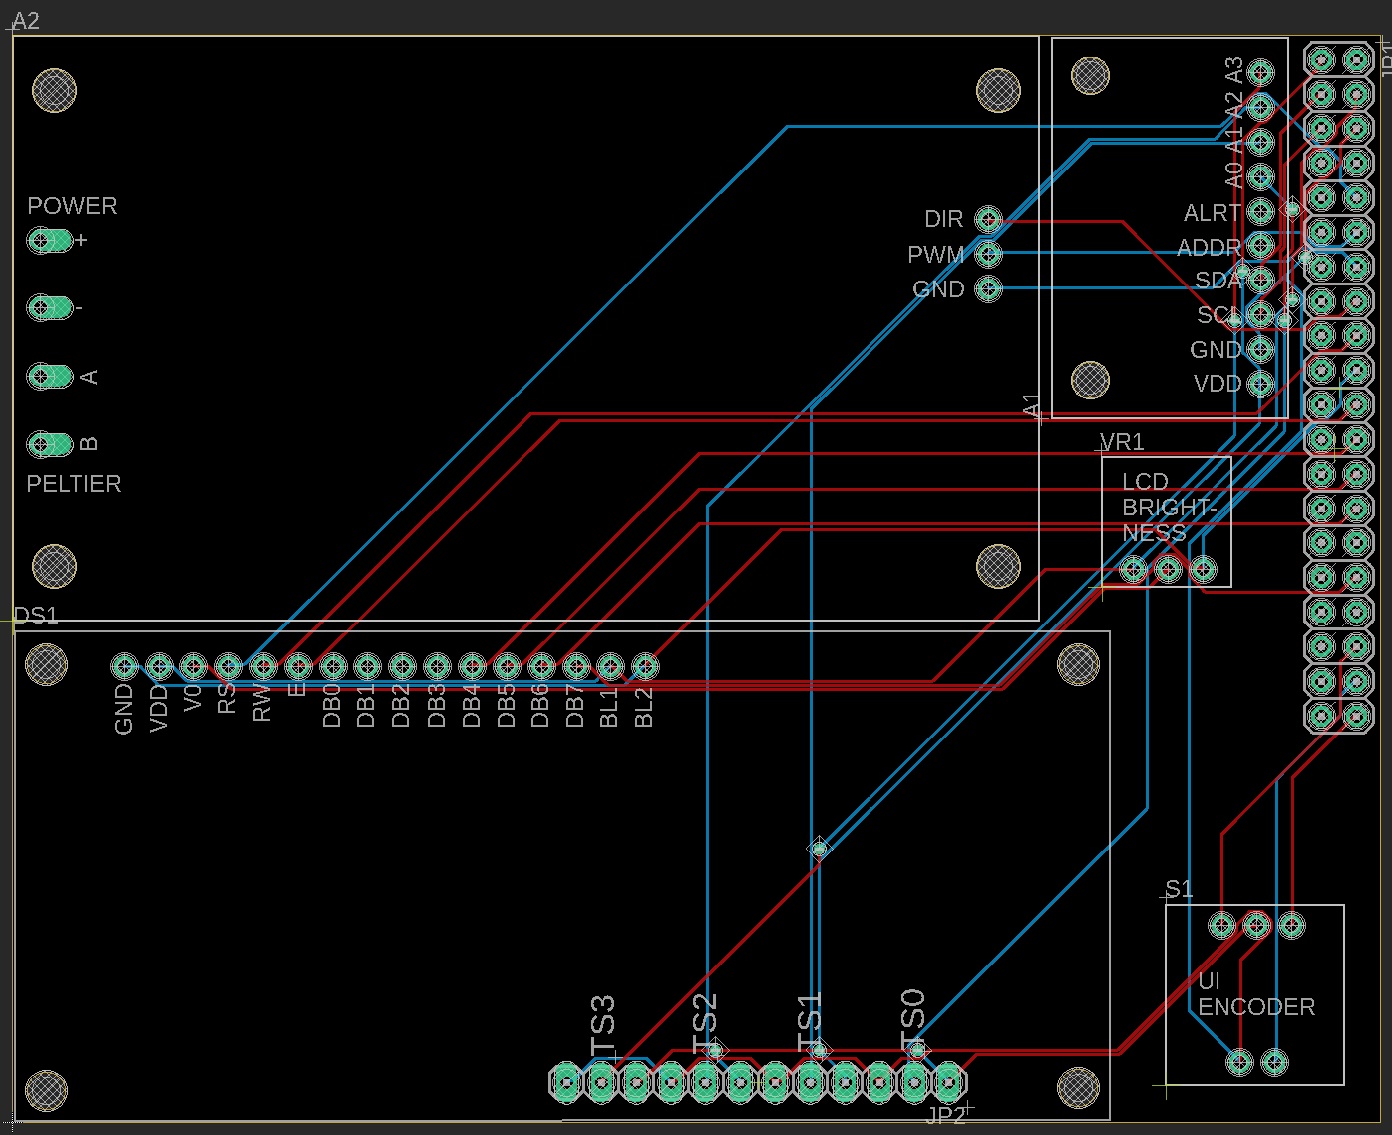 A2
JP1
A3
A2
A1
A0
ALRT
ADDR
SDA
SCL
GND
VDD
POWER
+
-
A
B
PELTIER
DIR
PWM
GND
A1
VR1
LCD
BRIGHT-
NESS
DS1
GND
VDD
V0
RS
RW
E
DB0
DB1
DB2
DB3
DB4
DB5
DB6
DB7
BL1
BL2
S1
UI
ENCODER
TS3
TS2
TS1
TS0
JP2